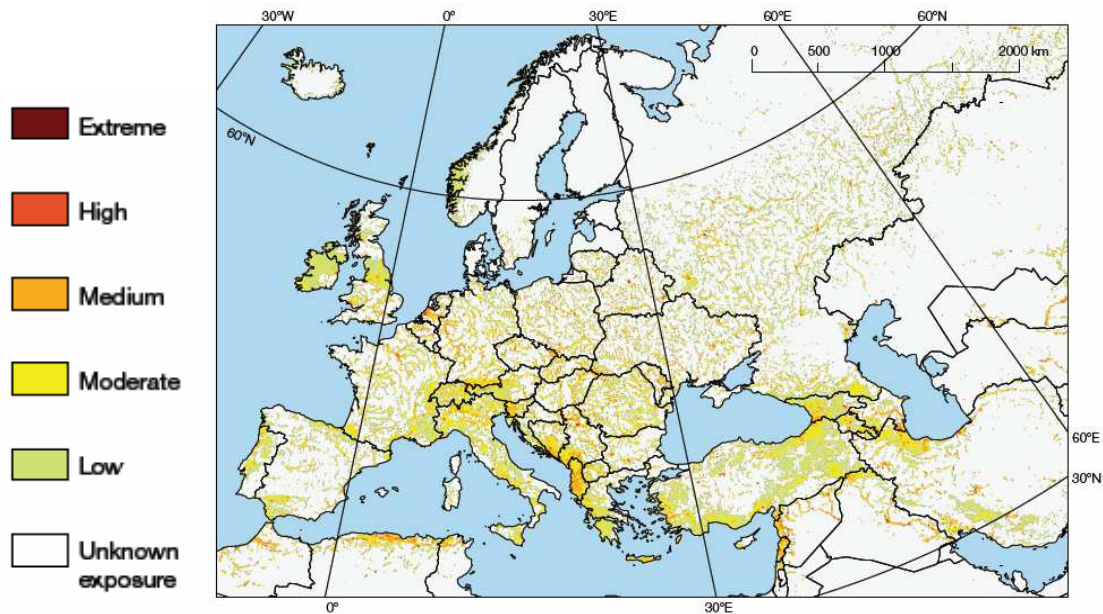 30°W 0° 30°E 60°E 60°N
0 500 1000 2000 km
60°N
Extreme
High
Medium
Moderate
Low
Unknown
exposure
60°E
30°N
0° 30°E